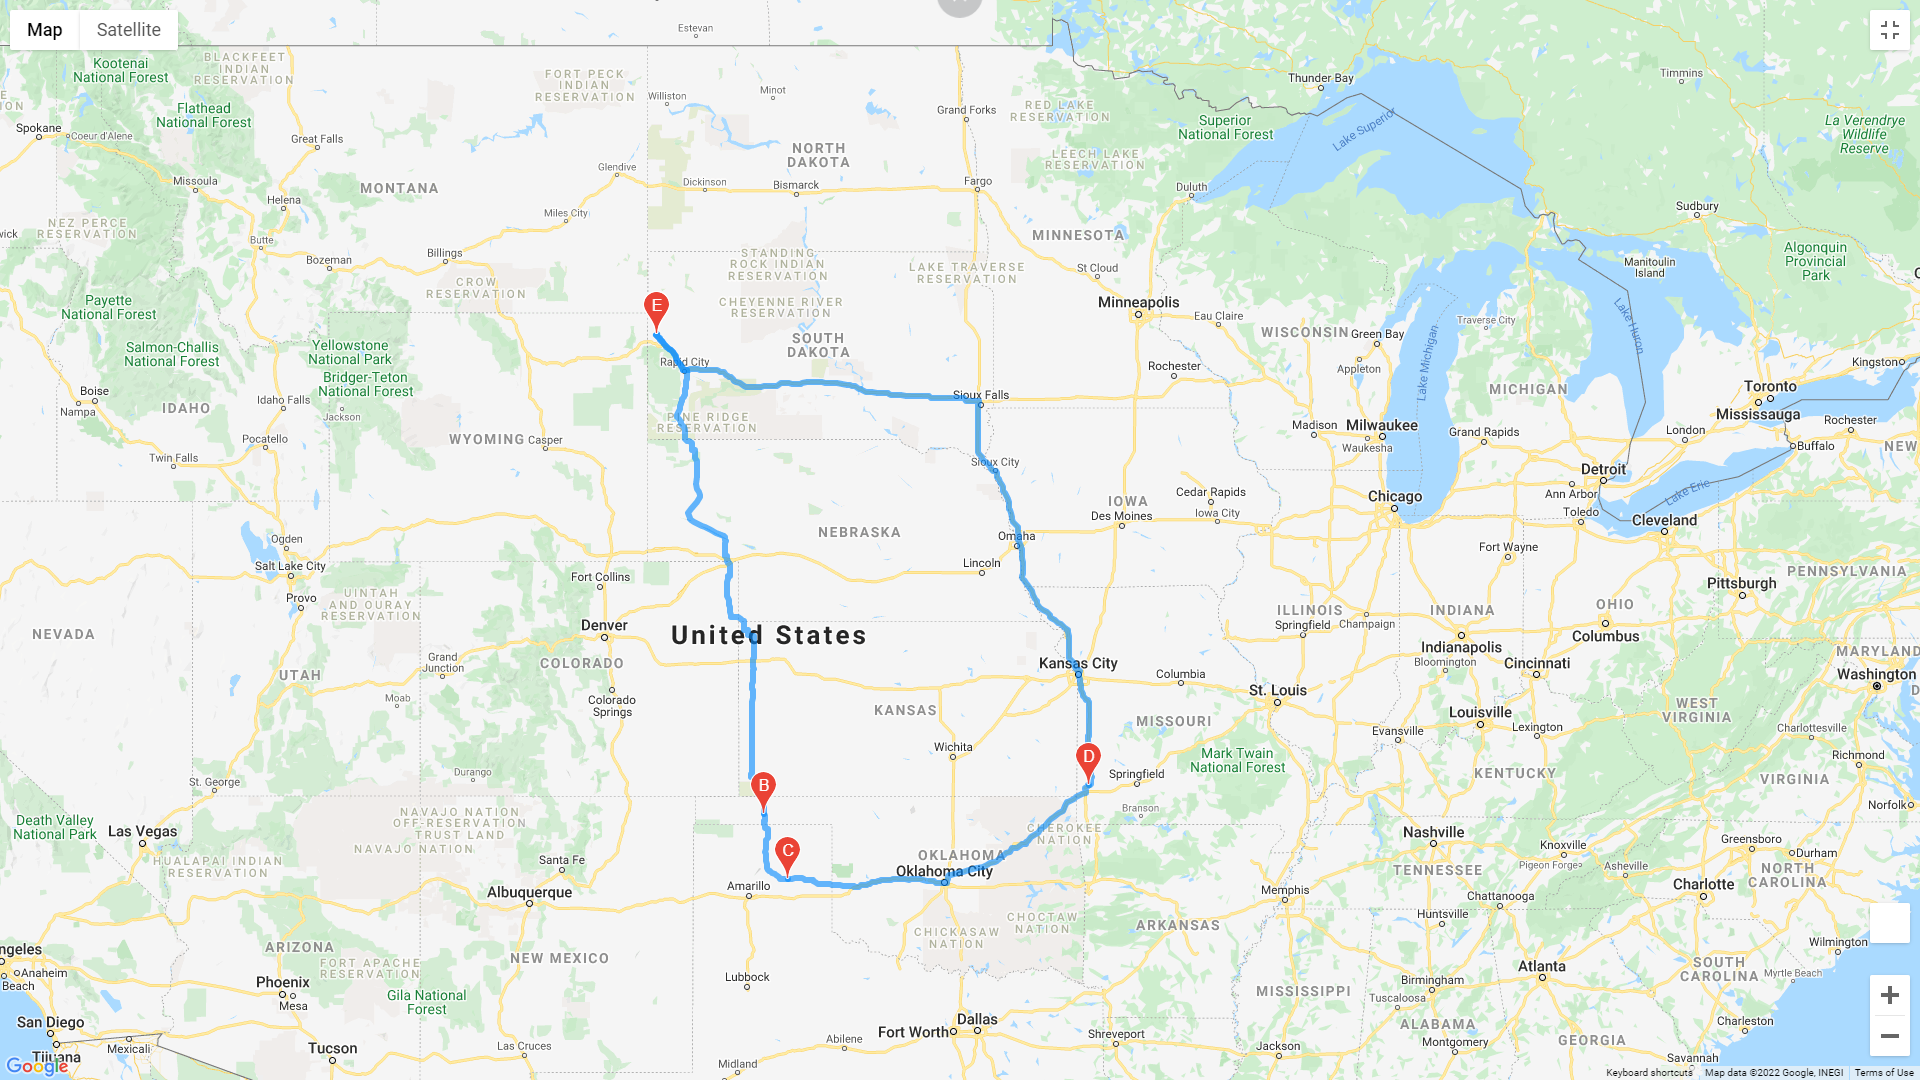 Map
Satellite
Estevan
Thunder Bay
Timmins
Kootenai
National Forest
BLACKFEET
INDIAN
RESERVATION
FORT PECK
INDIAN
RESERVATION
Williston
Minot
Grand Forks
RED LAKE
RESERVATION
Superior
National Forest
Lake Superior
La Verendrye
Wildlife
Reserve
Spokane
Coeur d'Alene
Flathead
National Forest
Great Falls
Glendive
NORTH
DAKOTA
LEECH LAKE
RESERVATION
Missoula
MONTANA
Dickinson
Bismarck
Fargo
Duluth
Helena
Miles City
Sudbury
NEZ PERCE
RESERVATION
Butte
Bozeman
Billings
STANDING
ROCK INDIAN
RESERVATION
LAKE TRAVERSE
RESERVATION
MINNESOTA
St Cloud
Manitoulin
Island
Algonquin
Provincial
Park
CROW
RESERVATION
CHEYENNE RIVER
RESERVATION
Payette
National Forest
E
Minneapolis
Eau Claire
WISCONSIN
Green Bay
Traverse City
Lake Huron
Salmon-Challis
National Forest
Yellowstone
National Park
SOUTH
DAKOTA
Rapid City
Rochester
Appleton
Lake Michigan
Kingston
Bridger-Teton
National Forest
Boise
Nampa
IDAHO
Idaho Falls
Jackson
Sioux Falls
MICHIGAN
Toronto
Mississauga
PINE RIDGE
RESERVATION
Madison
Milwaukee
Waukesha
Grand Rapids
London
Rochester
Buffalo
NEW
Pocatello
Twin Falls
WYOMING
Casper
Sioux City
Detroit
Ann Arbor
Lake Erie
Cedar Rapids
Iowa City
IOWA
Des Moines
Chicago
Toledo
Cleveland
NEBRASKA
Omaha
Lincoln
Ogden
Salt Lake City
Provo
Fort Collins
Fort Wayne
PENNSYLVANIA
Pittsburgh
UINTAH
AND OURAY
RESERVATION
NEVADA
Denver
United States
ILLINOIS
Springfield
Champaign
INDIANA
Indianapolis
Bloomington
OHIO
Columbus
Cincinnati
MARYLAND
Washington
Grand
Junction
COLORADO
Kansas City
Columbia
St. Louis
UTAH
Moab
Colorado
Springs
KANSAS
MISSOURI
Louisville
Lexington
WEST
VIRGINIA
Charlottesville
Evansville
Wichita
D
Springfield
Mark Twain
National Forest
Richmond
KENTUCKY
VIRGINIA
St. George
Durango
B
Branson
Norfolk
Death Valley
National Park
Las Vegas
NAVAJO NATION
OFF-RESERVATION
TRUST LAND
NAVAJO NATION
CHEROKEE
NATION
Nashville
Knoxville
Greensboro
Durham
HUALAPAI INDIAN
RESERVATION
Santa Fe
C
OKLAHOMA
Oklahoma City
TENNESSEE
Pigeon Forge
Asheville
NORTH
CAROLINA
Charlotte
Albuquerque
Amarillo
Memphis
Chattanooga
Huntsville
CHOCTAW
NATION
ARKANSAS
CHICKASAW
NATION
Wilmington
ARIZONA
NEW MEXICO
FORT APACHE
RESERVATION
Anaheim
Phoenix
Mesa
Lubbock
Atlanta
SOUTH
CAROLINA
Myrtle Beach
Birmingham
Tuscaloosa
MISSISSIPPI
Gila National
Forest
San Diego
Tijuana
Mexicali
Tucson
Las Cruces
Abilene
Fort Worth
Dallas
Shreveport
Jackson
ALABAMA
Montgomery
GEORGIA
Charleston
Savannah
Midland
Google
Keyboard shortcuts
Map data ©2022 Google, INEGI
Terms of Use